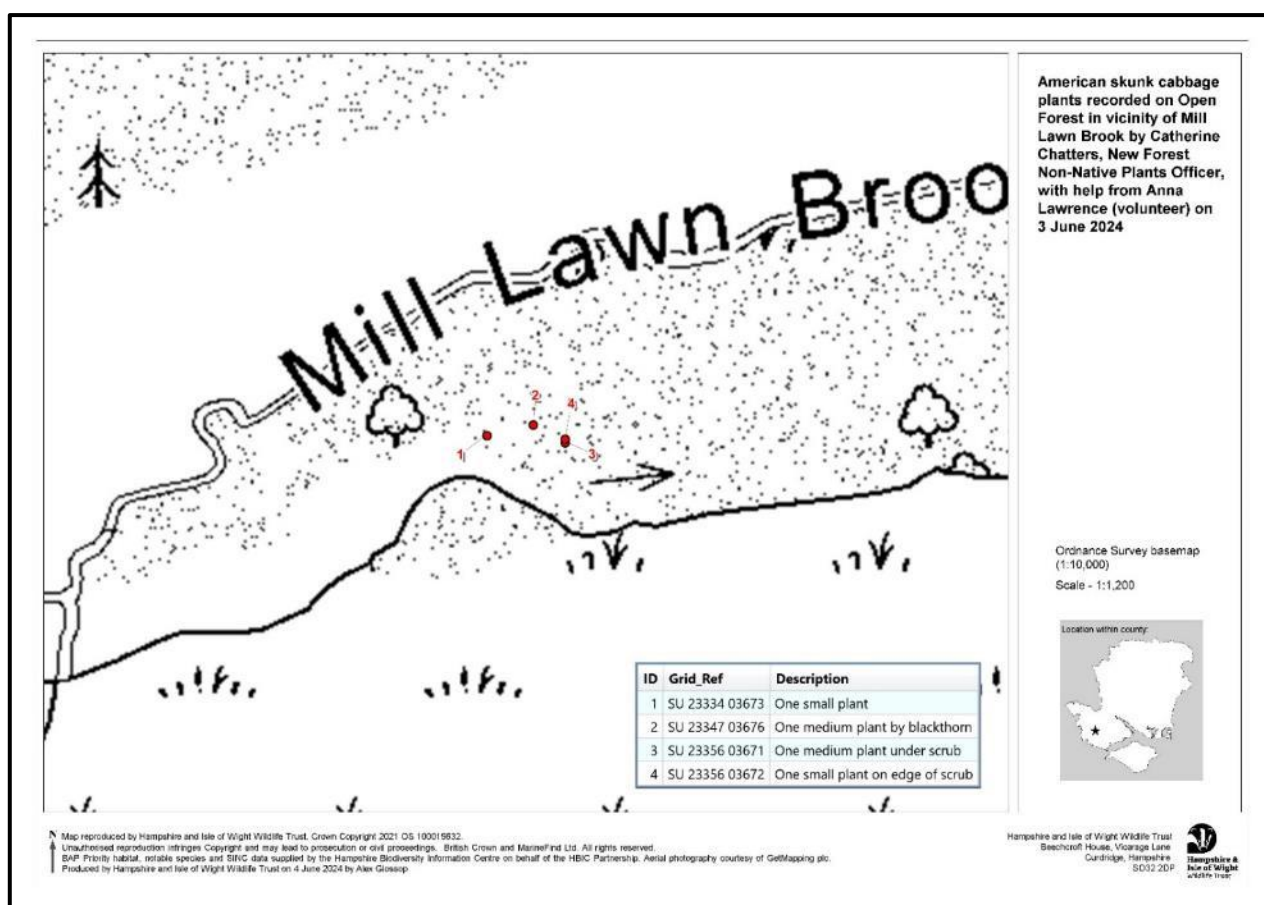 American skunk cabbage
plants recorded on Open
Forest in vicinity of Mill
Lawn Brook by Catherine
Chatters, New Forest
Non-Native Plants Officer,
with help from Anna
Lawrence (volunteer) on
3 June 2024
Mill Lawn Broo
2
4
1
3
Ordnance Survey basemap
(1:10,000)
Scale - 1:1,200
Location within county:
ID Grid_Ref Description
1 SU 23334 03673 One small plant
2 SU 23347 03676 One medium plant by blackthorn
3 SU 23356 03671 One medium plant under scrub
4 SU 23356 03672 One small plant on edge of scrub
N Map reproduced by Hampshire and Isle of Wight Wildlife Trust. Crown Copyright 2021 OS 100015632.
Unauthorised reproduction infringes Copyright and may lead to prosecution or civil proceedings. British Crown and MarineFind Ltd. All rights reserved.
BAP Priority habitat, notable species and SINC data supplied by the Hampshire Biodiversity Information Centre on behalf of the HBIC Partnership. Aerial photography courtesy of GetMapping plc.
Produced by Hampshire and Isle of Wight Wildlife Trust on 4 June 2024 by Alex Glossop
Hampshire and Isle of Wight Wildlife Trust
Beechcroft House, Vicarage Lane
Curdridge, Hampshire
SO32 2DP
Hampshire &
Isle of Wight
Wildlife Trust